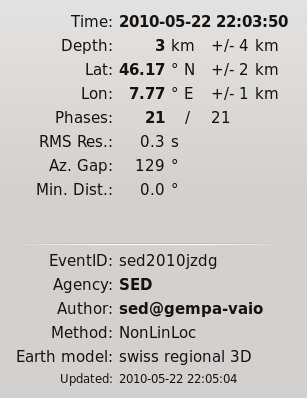 Time: 2010-05-22 22:03:50
Depth: 3 km +/- 4 km
Lat: 46.17 ° N +/- 2 km
Lon: 7.77 ° E +/- 1 km
Phases: 21 / 21
RMS Res.: 0.3 s
Az. Gap: 129 °
Min. Dist.: 0.0 °
EventID: sed2010jzdg
Agency: SED
Author: sed@gempa-vaio
Method: NonLinLoc
Earth model: swiss regional 3D
Updated: 2010-05-22 22:05:04